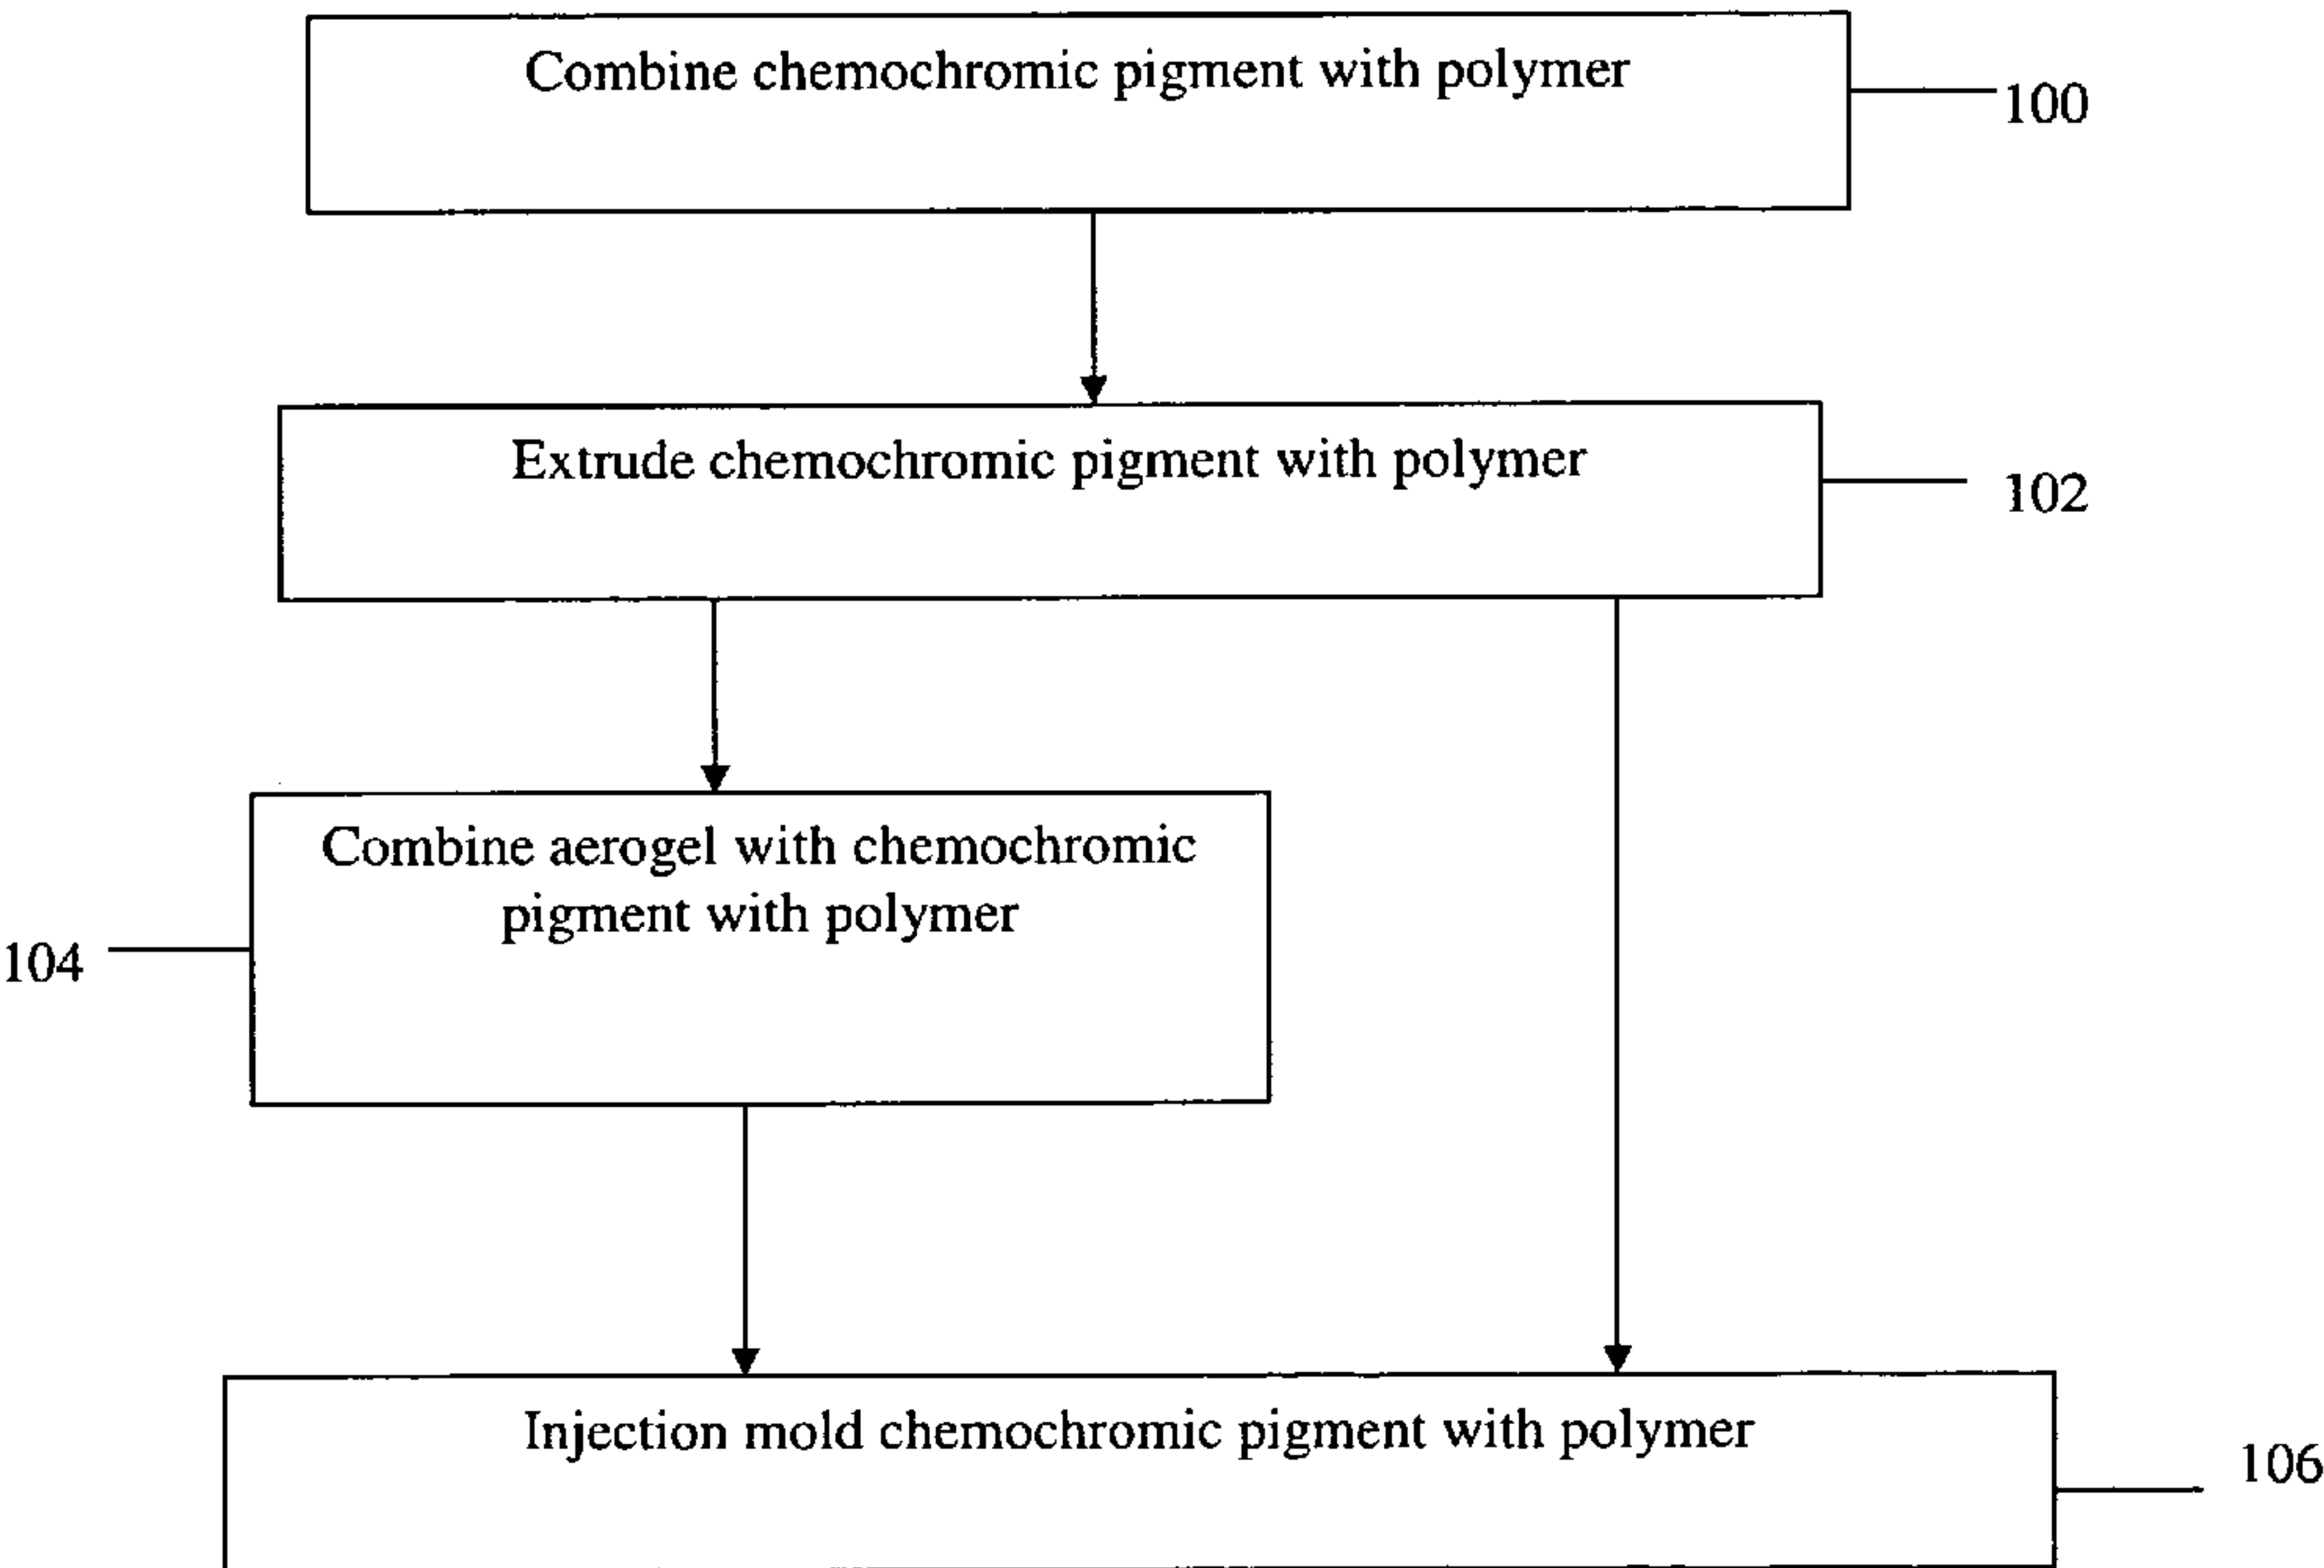 Combine chemochromic pigment with polymer
100
Extrude chemochromic pigment with polymer
102
Combine aerogel with chemochromic
pigment with polymer
104
Injection mold chemochromic pigment with polymer
106